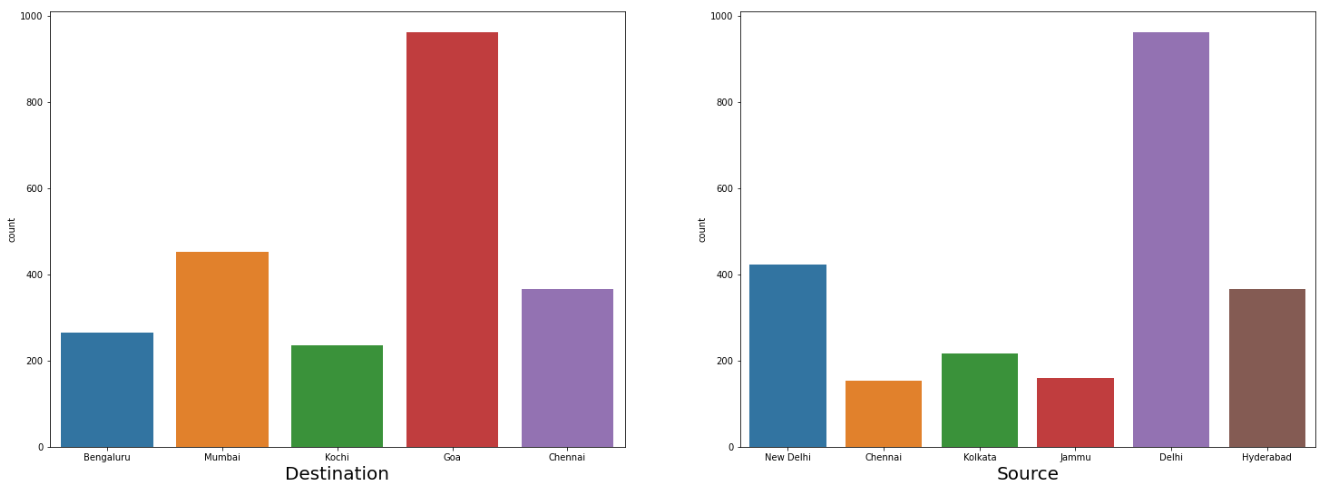 1000
800
600
400
200
0
count
Bengaluru Mumbai Kochi Goa Chennai
Destination
1000
800
600
400
200
0
count
New Delhi Chennai Kolkata Jammu Delhi Hyderabad
Source